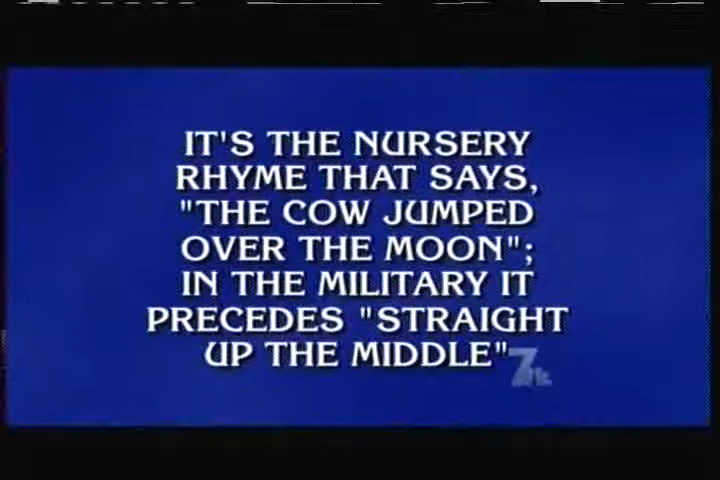 IT'S THE NURSERY
RHYME THAT SAYS,
"THE COW JUMPED
OVER THE MOON";
IN THE MILITARY IT
PRECEDES "STRAIGHT
UP THE MIDDLE"
7